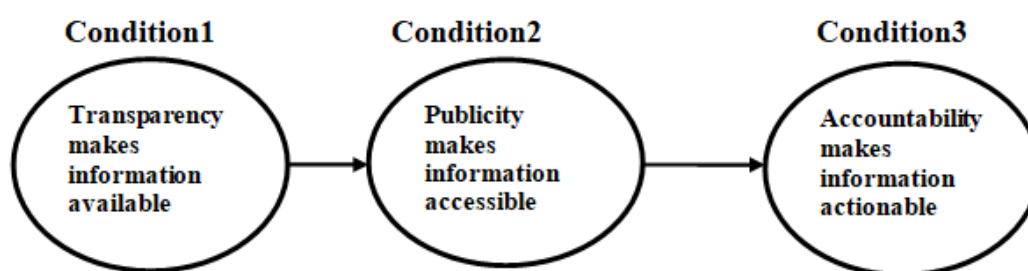 Condition1
Condition2
Condition3
Transparency
makes
information
available
Publicity
makes
information
accessible
Accountability
makes
information
actionable